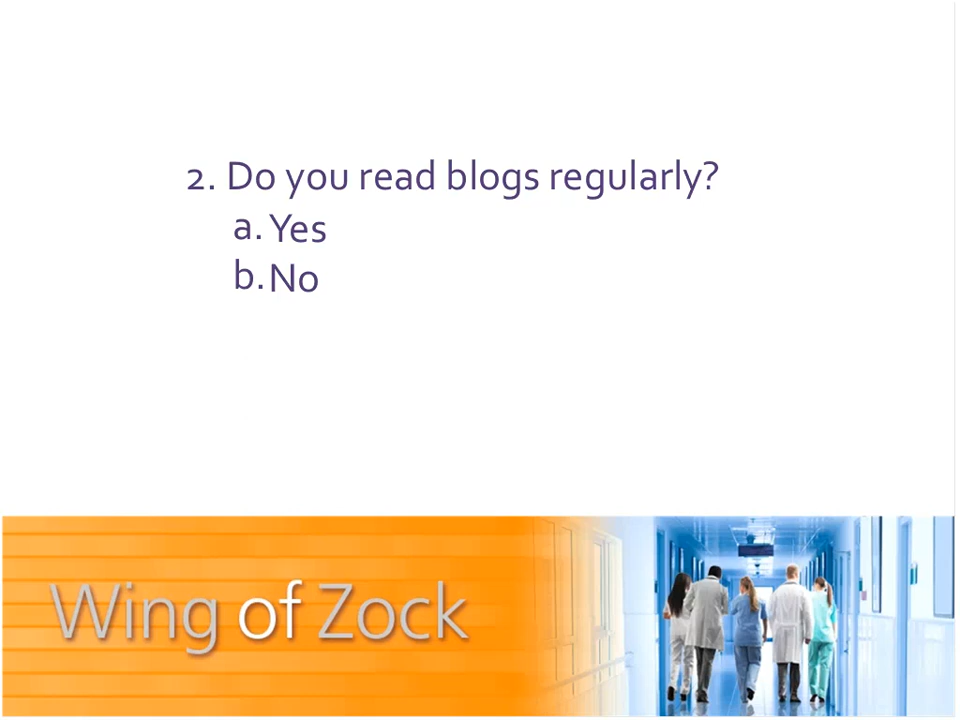 2. Do you read blogs regularly?
a. Yes
b. No
Wing of Zock